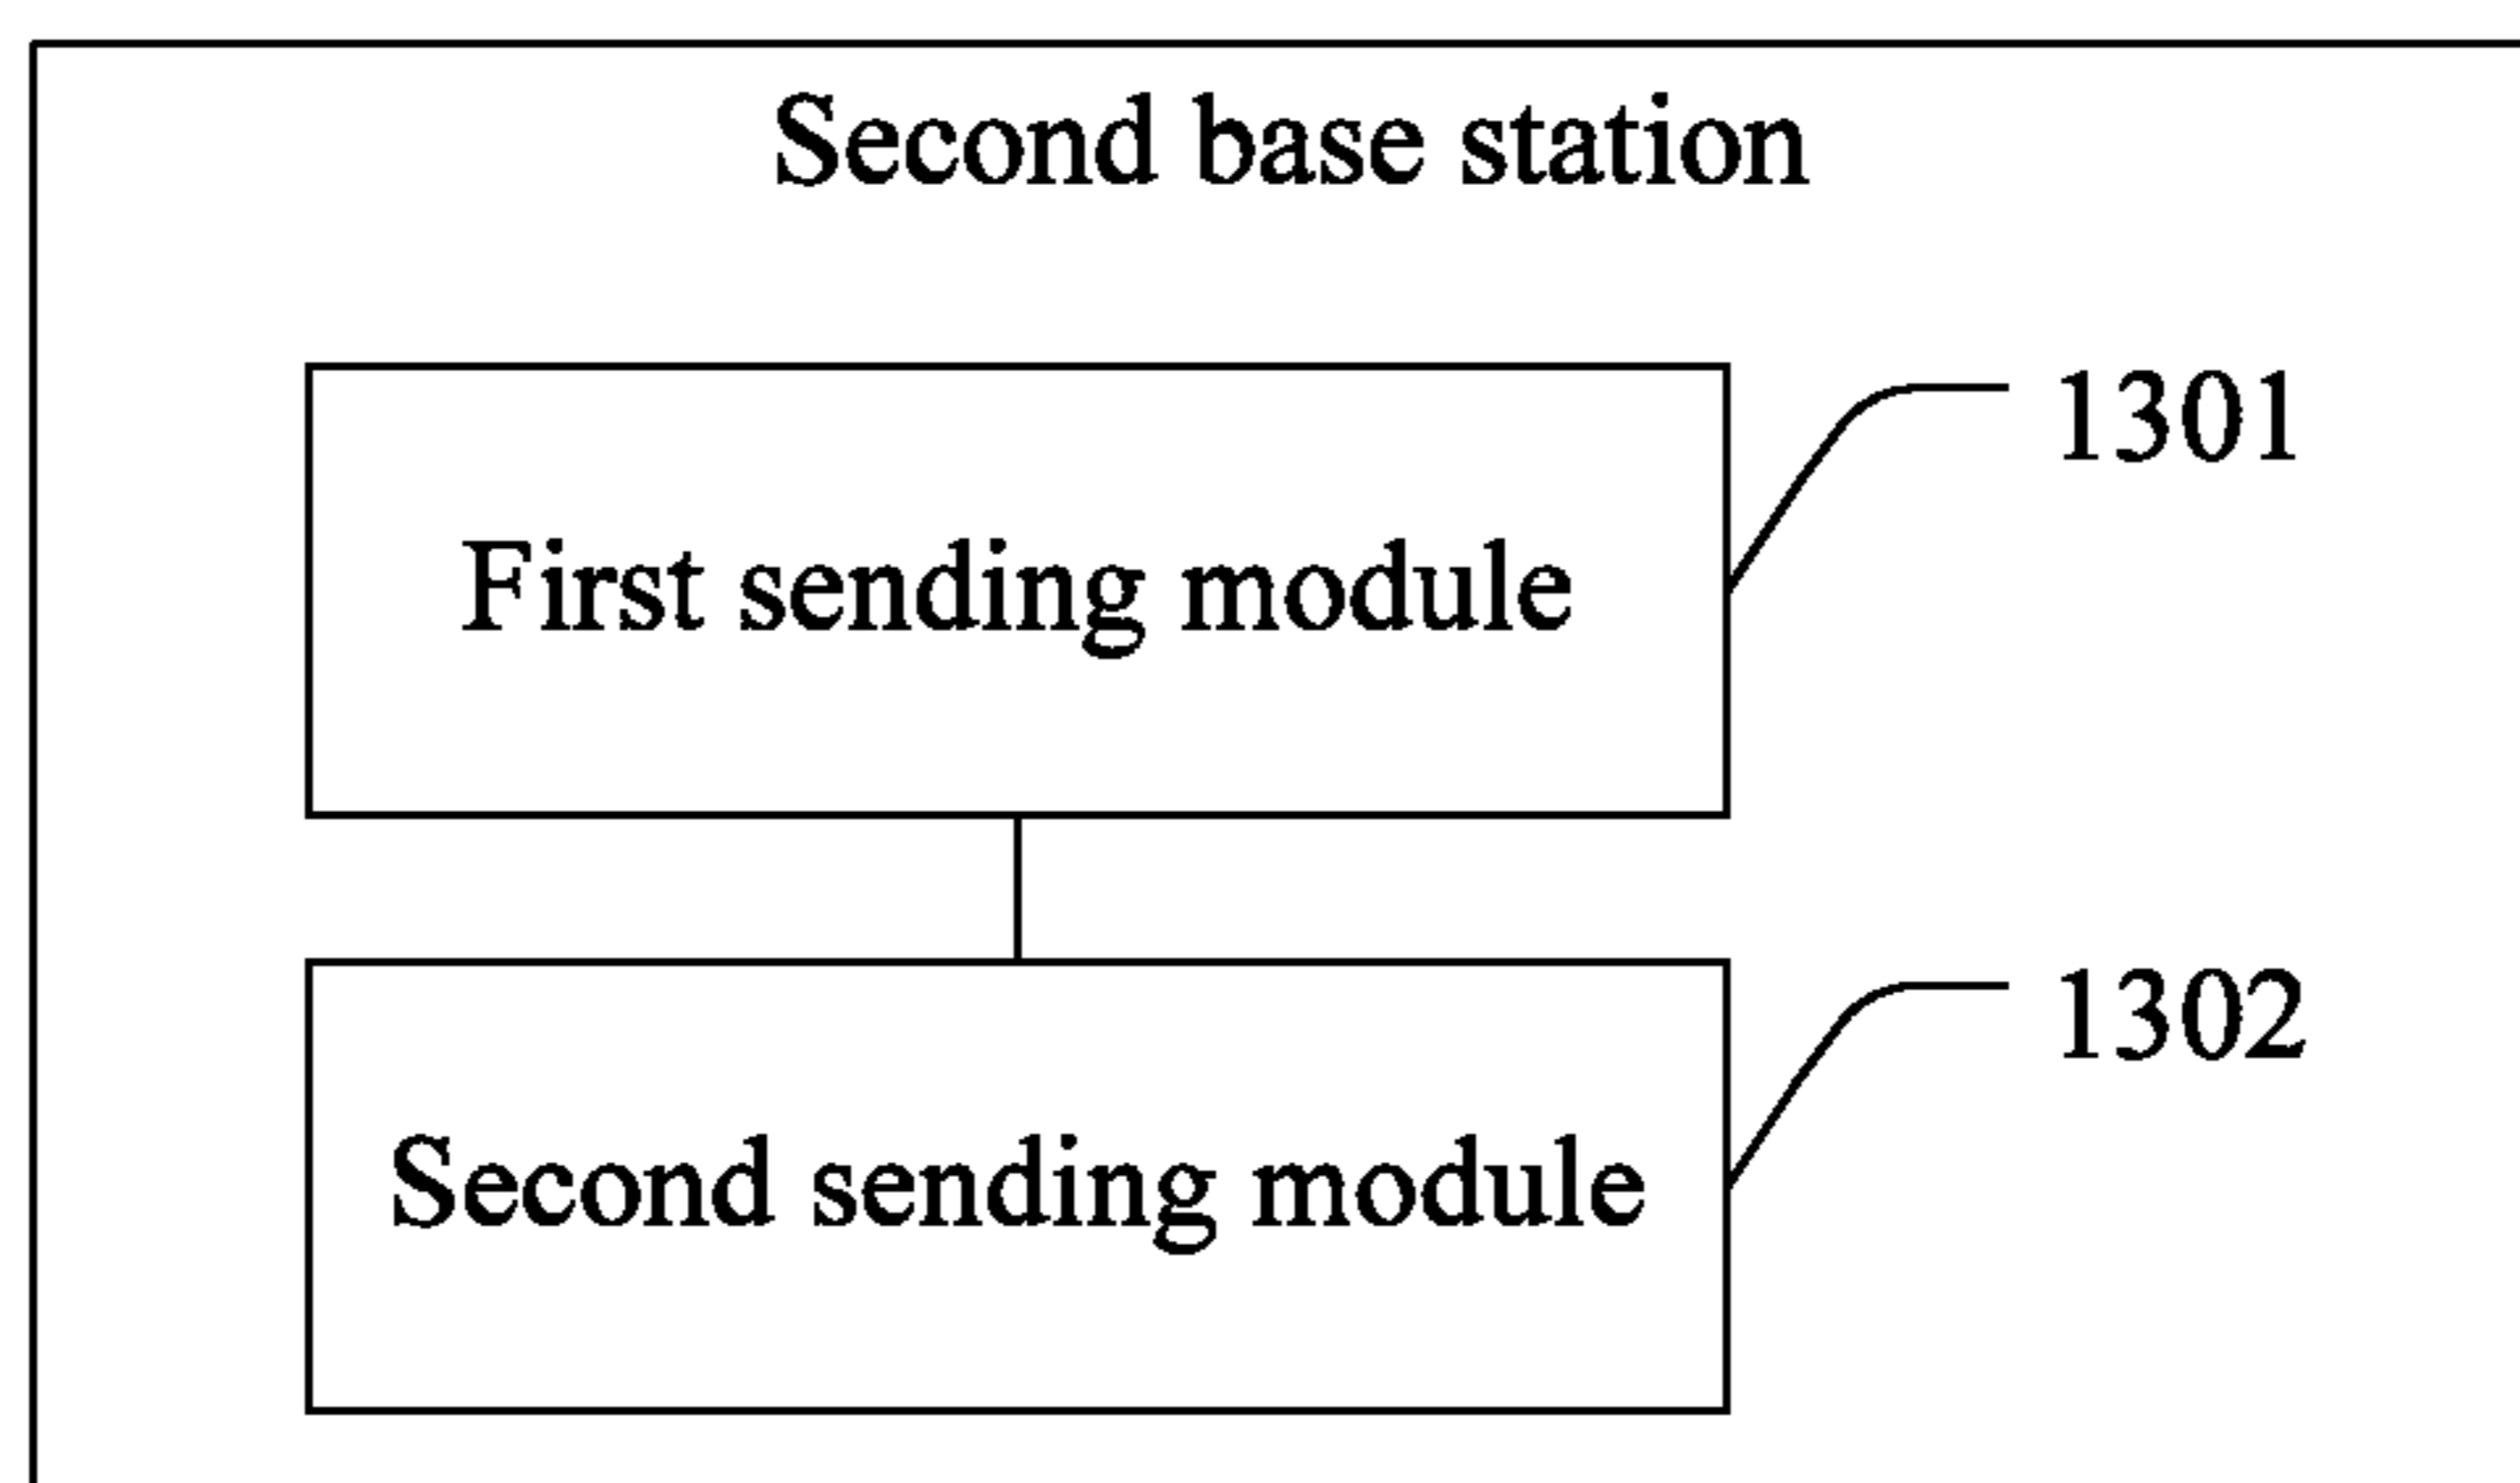 Second base station
1301
First sending module
1302
Second sending module